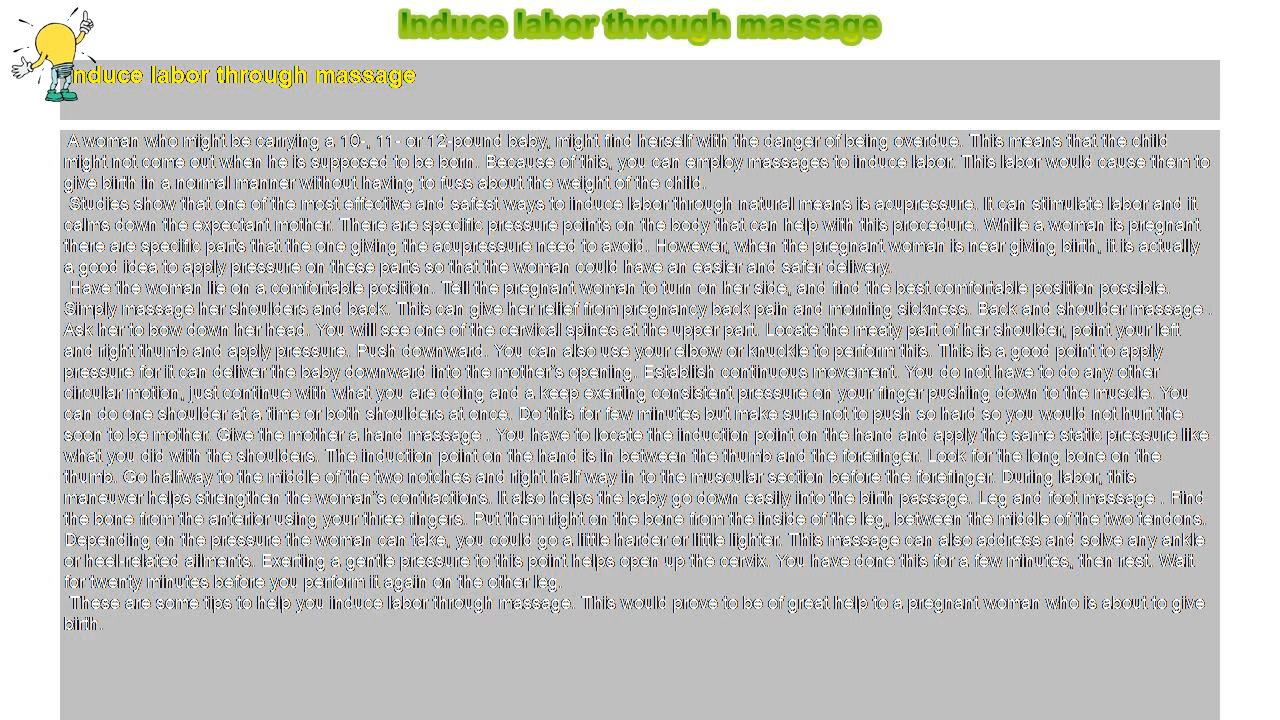 Induce labor through massage
Induce labor through massage
A woman who might be carrying a 10-, 11- or 12-pound baby, might find herself with the danger of being overdue. This means that the child
might not come out when he is supposed to be born. Because of this, you can employ massages to induce labor. This labor would cause them to
give birth in a normal manner without having to fuss about the weight of the child.
Studies show that one of the most effective and safest ways to induce labor through natural means is acupressure. It can stimulate labor and it
calms down the expectant mother. There are specific pressure points on the body that can help with this procedure. While a woman is pregnant
there are specific parts that the one giving the acupressure need to avoid. However, when the pregnant woman is near giving birth, it is actually
a good idea to apply pressure on these parts so that the woman could have an easier and safer delivery.
Have the woman lie on a comfortable position. Tell the pregnant woman to turn on her side, and find the best comfortable position possible.
Simply massage her shoulders and back. This can give her relief from pregnancy back pain and morning sickness. Back and shoulder massage .
Ask her to bow down her head. You will see one of the cervical spines at the upper part. Locate the meaty part of her shoulder, point your left
and right thumb and apply pressure. Push downward. You can also use your elbow or knuckle to perform this. This is a good point to apply
pressure for it can deliver the baby downward into the mother's opening. Establish continuous movement. You do not have to do any other
circular motion, just continue with what you are doing and a keep exerting consistent pressure on your finger pushing down to the muscle. You
can do one shoulder at a time or both shoulders at once. Do this for few minutes but make sure not to push so hard so you would not hurt the
soon to be mother. Give the mother a hand massage . You have to locate the induction point on the hand and apply the same static pressure like
what you did with the shoulders. The induction point on the hand is in between the thumb and the forefinger. Look for the long bone on the
thumb. Go halfway to the middle of the two notches and right half way in to the muscular section before the forefinger. During labor, this
maneuver helps strengthen the woman's contractions. It also helps the baby go down easily into the birth passage. Leg and foot massage . Find
the bone from the anterior using your three fingers. Put them right on the bone from the inside of the leg, between the middle of the two tendons.
Depending on the pressure the woman can take, you could go a little harder or little lighter. This massage can also address and solve any ankle
or heel-related ailments. Exerting a gentle pressure to this point helps open up the cervix. You have done this for a few minutes, then rest. Wait
for twenty minutes before you perform it again on the other leg.
These are some tips to help you induce labor through massage. This would prove to be of great help to a pregnant woman who is about to give
birth.